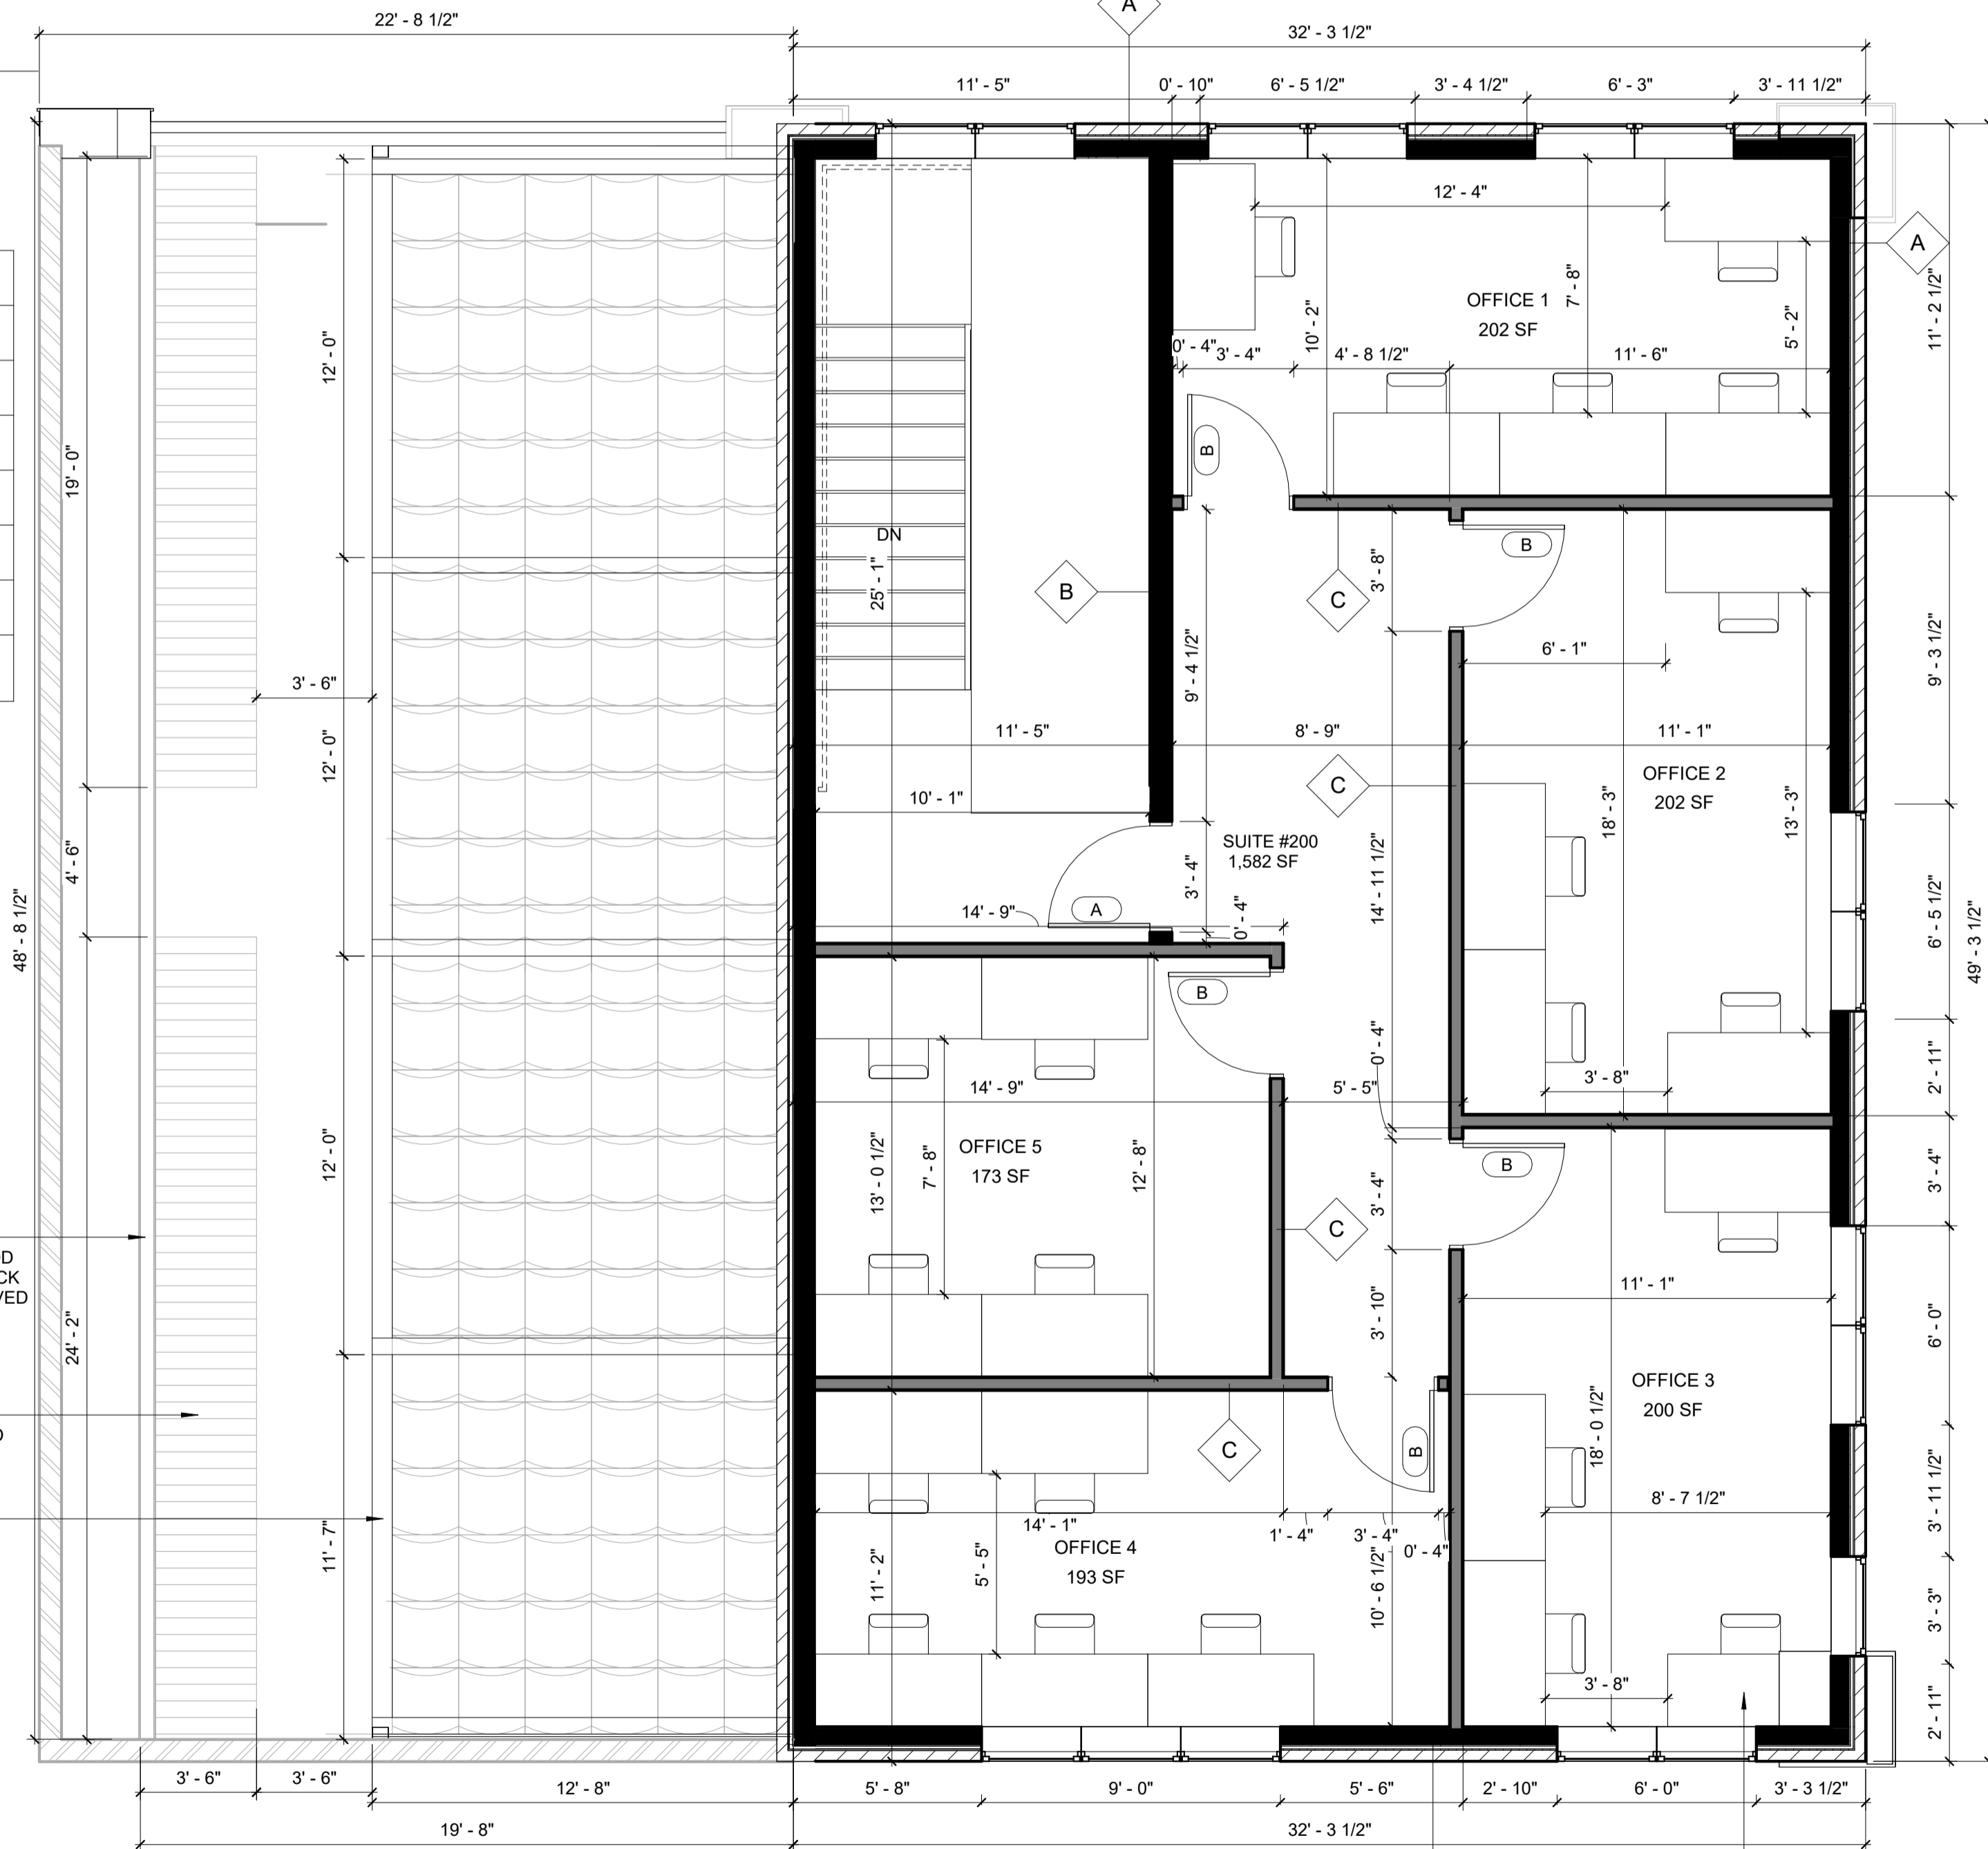 A
22' - 8 1/2"
32' - 3 1/2"
11' - 5"
0' - 10"
6' - 5 1/2"
3' - 4 1/2"
6' - 3"
3' - 11 1/2"
12' - 4"
A
OFFICE 1
202 SF
10' - 2"
7' - 8"
5' - 2"
11' - 2 1/2"
12' - 0"
0' - 4"
3' - 4"
4' - 8 1/2"
11' - 6"
B
19' - 0"
DN
25' - 1"
B
B
C
3' - 8"
9' - 4 1/2"
6' - 1"
9' - 3 1/2"
3' - 6"
12' - 0"
11' - 5"
8' - 9"
11' - 1"
C
OFFICE 2
202 SF
18' - 3"
13' - 3"
10' - 1"
SUITE #200
1,582 SF
4' - 6"
3' - 4"
14' - 11 1/2"
14' - 9"
A
0' - 4"
48' - 8 1/2"
6' - 5 1/2"
49' - 3 1/2"
B
0' - 4"
14' - 9"
5' - 5"
3' - 8"
2' - 11"
12' - 0"
OFFICE 5
173 SF
13' - 0 1/2"
7' - 8"
12' - 8"
B
3' - 4"
3' - 4"
C
CK
VED
24' - 2"
3' - 10"
11' - 1"
6' - 0"
OFFICE 3
200 SF
18' - 0 1/2"
C
B
8' - 7 1/2"
3' - 11 1/2"
14' - 1"
1' - 4"
3' - 4"
0' - 4"
11' - 7"
OFFICE 4
193 SF
11' - 2"
5' - 5"
10' - 6 1/2"
3' - 3"
3' - 8"
2' - 11"
3' - 6"
3' - 6"
12' - 8"
5' - 8"
9' - 0"
5' - 6"
2' - 10"
6' - 0"
3' - 3 1/2"
19' - 8"
32' - 3 1/2"